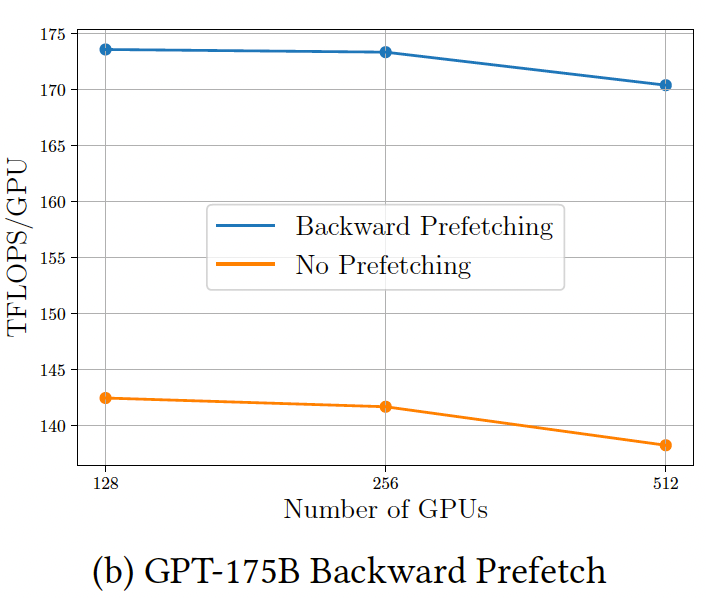 175
170
165
160
155
150
145
140
TFLOPS/GPU
Backward Prefetching
No Prefetching
128 256 512
Number of GPUs
(b) GPT-175B Backward Prefetch